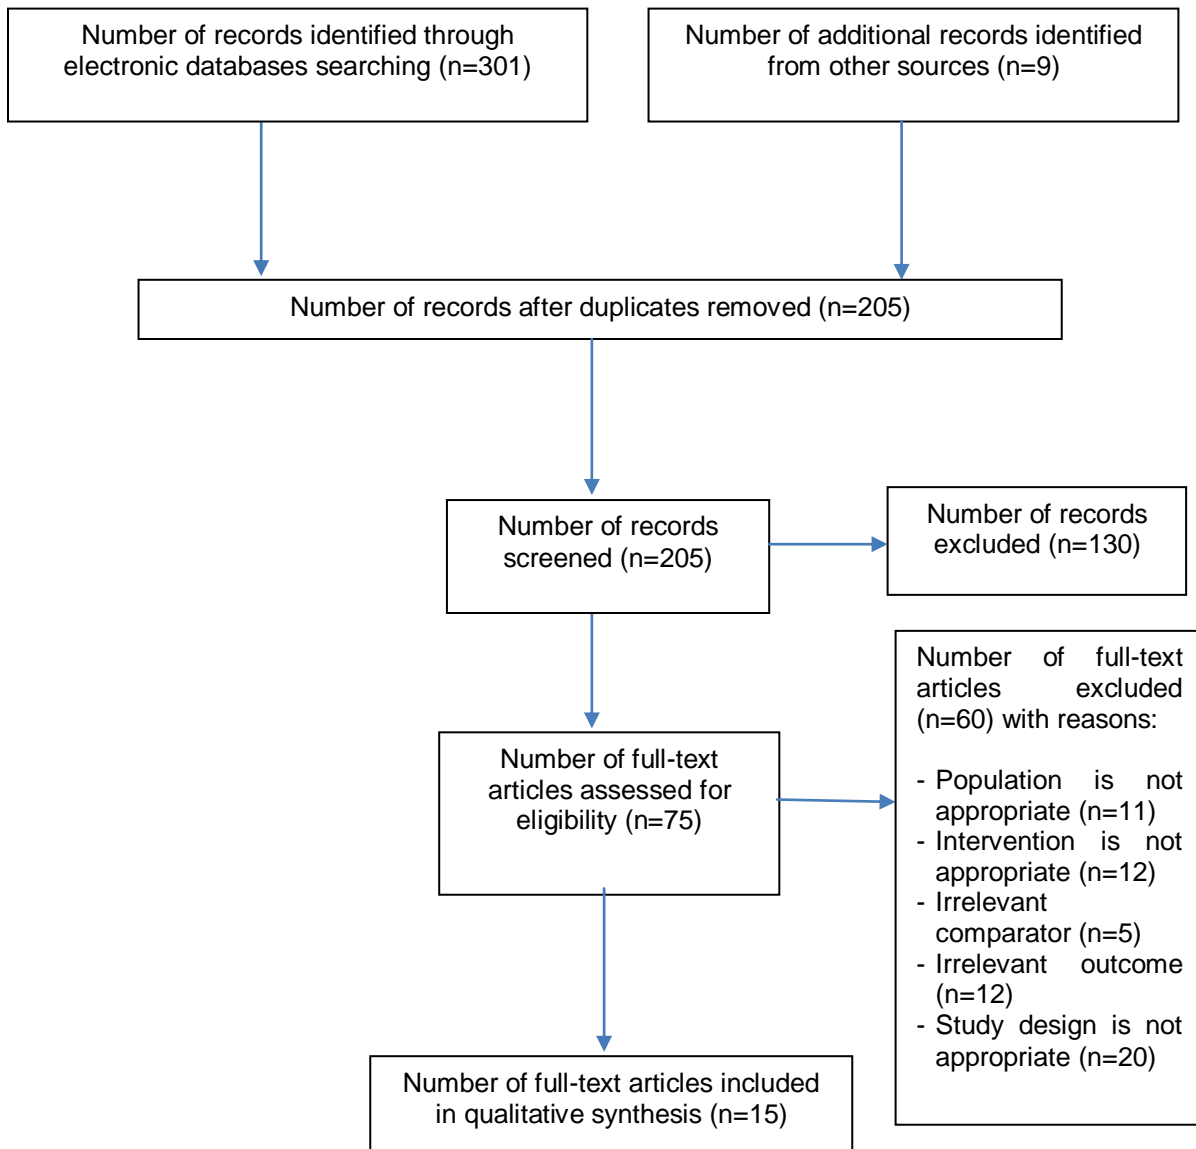 Number of records identified through
electronic databases searching (n=301)
Number of additional records identified
from other sources (n=9)
Number of records after duplicates removed (n=205)
Number of records
screened (n=205)
Number of records
excluded (n=130)
Number of full-text
articles assessed for
eligibility (n=75)
Number of full-text
articles excluded
(n=60) with reasons:
- Population is not
appropriate (n=11)
- Intervention is not
appropriate (n=12)
- Irrelevant
comparator (n=5)
- Irrelevant outcome
(n=12)
- Study design is not
appropriate (n=20)
Number of full-text articles included
in qualitative synthesis (n=15)